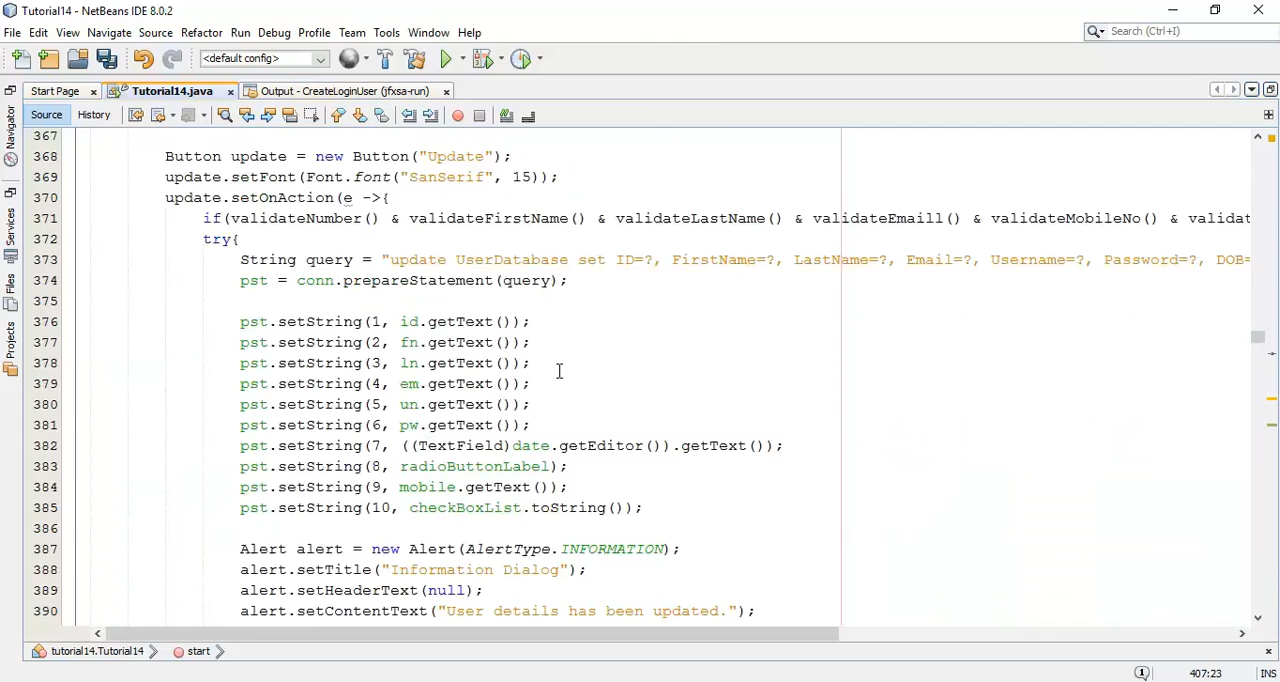 Tutorial14 - NetBeans IDE 8.0.2
File Edit View Navigate Source Refactor Run Debug Profile Team Tools Window Help
Search (Ctrl+I)
<default config>
Start Page Tutorial14.java Output - CreateLoginUser (jfxsa-run)
Source History
Navigator
Services
Files
Projects
367
368 Button update = new Button("Update");
369 update.setFont(Font.font("SanSerif", 15));
370 update.setOnAction(e ->{
371 if(validateNumber() & validateFirstName() & validateLastName() & validateEmaill() & validateMobileNo() & validat
372 try{
373 String query = "update UserDatabase set ID=?, FirstName=?, LastName=?, Email=?, Username=?, Password=?, DOB=
374 pst = conn.prepareStatement(query);
375
376 pst.setString(1, id.getText());
377 pst.setString(2, fn.getText());
378 pst.setString(3, ln.getText());
379 pst.setString(4, em.getText());
380 pst.setString(5, un.getText());
381 pst.setString(6, pw.getText());
382 pst.setString(7, ((TextField)date.getEditor()).getText());
383 pst.setString(8, radioButtonLabel);
384 pst.setString(9, mobile.getText());
385 pst.setString(10, checkBoxList.toString());
386
387 Alert alert = new Alert(AlertType.INFORMATION);
388 alert.setTitle("Information Dialog");
389 alert.setHeaderText(null);
390 alert.setContentText("User details has been updated.");
tutorial14.Tutorial14 start
1 407:23 INS